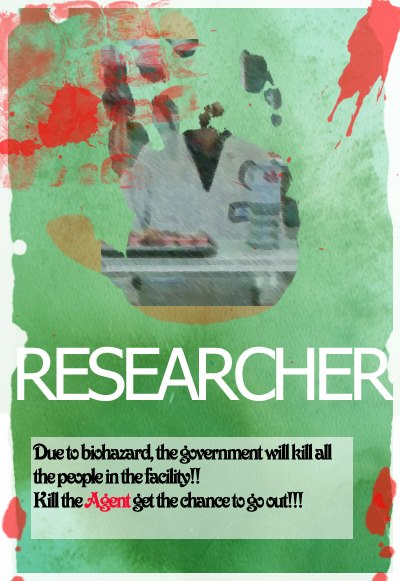 RESEARCHER
Due to biohazard, the government will kill all
the people in the facility!!
Kill the Agent get the chance to go out!!!